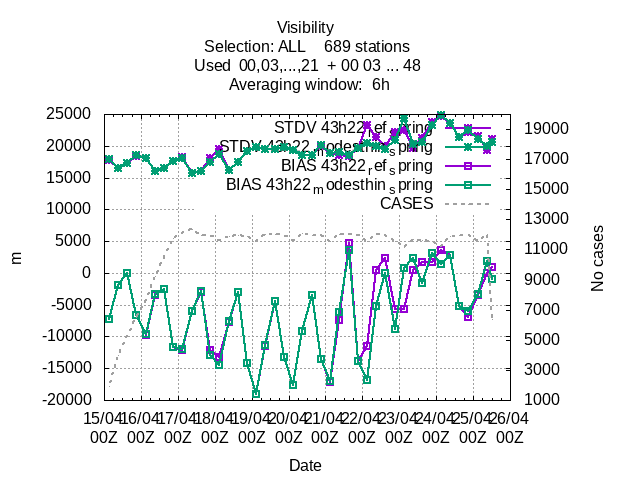 Visibility
Selection: ALL 689 stations
Used 00,03,...,21 + 00 03 ... 48
Averaging window: 6h
25000
20000
15000
10000
5000
0
-5000
-10000
-15000
-20000
m
STDV 43h22_ref_spring
STDV 43h22_modesthin_spring
BIAS 43h22_ref_spring
BIAS 43h22_modesthin_spring
CASES
19000
17000
15000
13000
11000
9000
7000
5000
3000
1000
No cases
15/04 16/04 17/04 18/04 19/04 20/04 21/04 22/04 23/04 24/04 25/04 26/04
00Z 00Z 00Z 00Z 00Z 00Z 00Z 00Z 00Z 00Z 00Z 00Z
Date